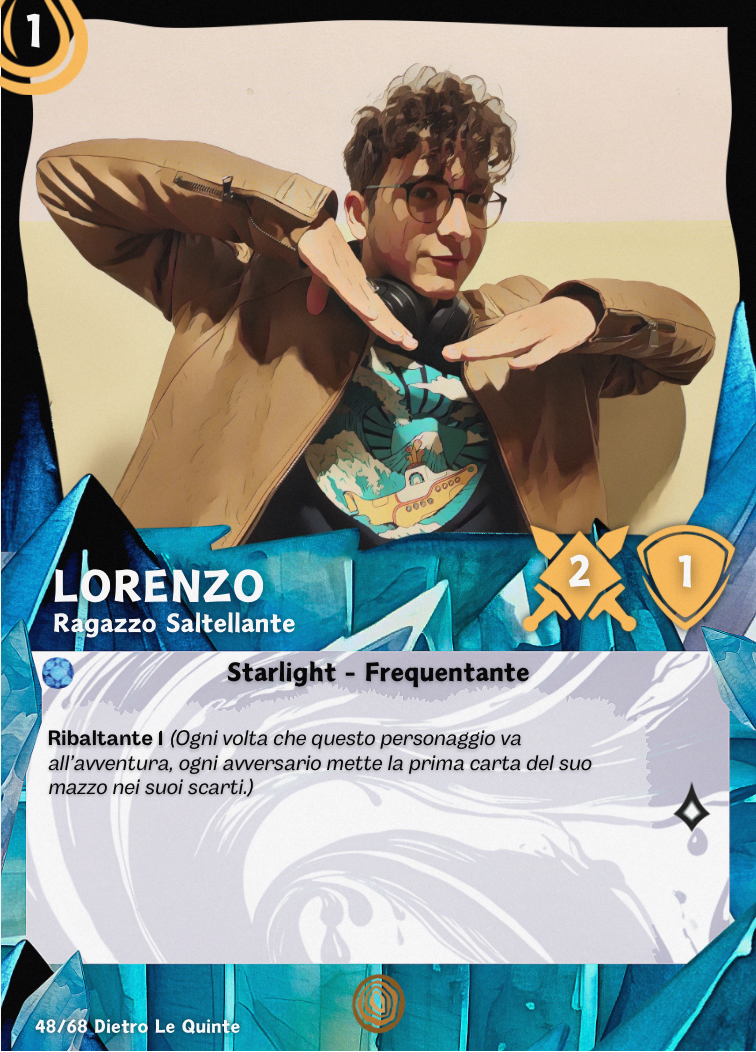 1
2
1
LORENZO
Ragazzo Saltellante
Starlight - Frequentante
Ribaltante 1 (Ogni volta che questo personaggio va
all'avventura, ogni avversario mette la prima carta del suo
mazzo nei suoi scarti.)
48/68 Dietro Le Quinte